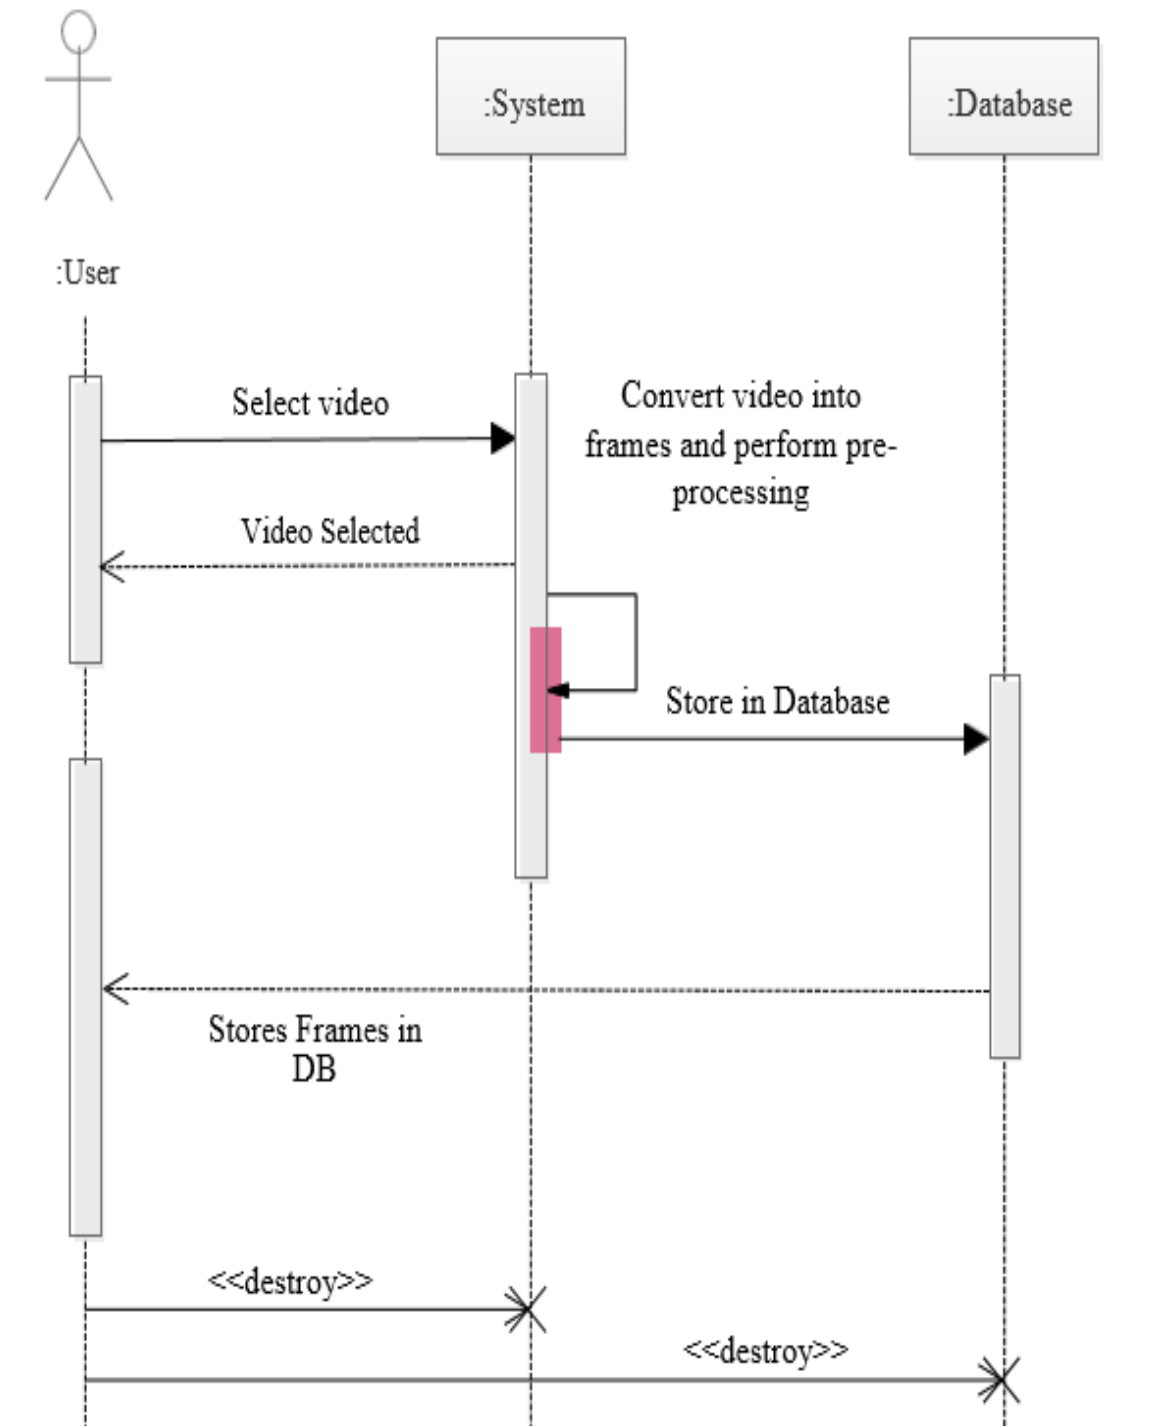 :System
:Database
:User
Select video
Convert video into
frames and perform pre-
processing
Video Selected
Store in Database
Stores Frames in
DB
<<destroy>>
<<destroy>>